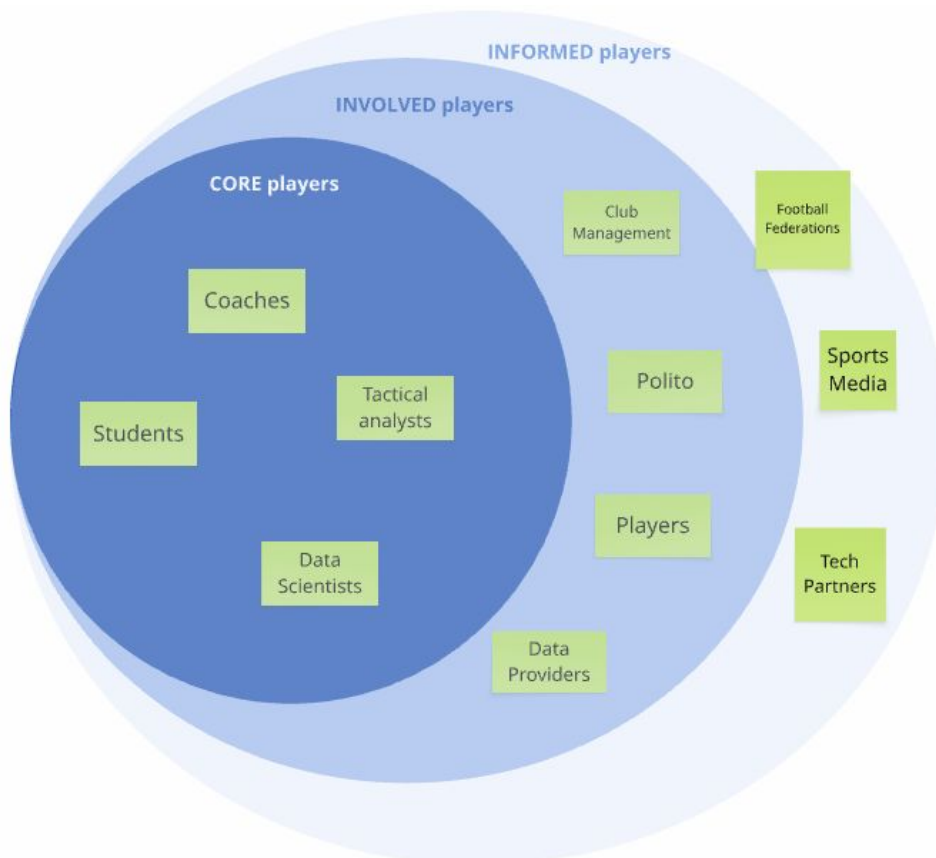 INFORMED players
INVOLVED players
CORE players
Club
Management
Football
Federations
Coaches
Sports
Media
Polito
Tactical
analysts
Students
Players
Data
Scientists
Tech
Partners
Data
Providers